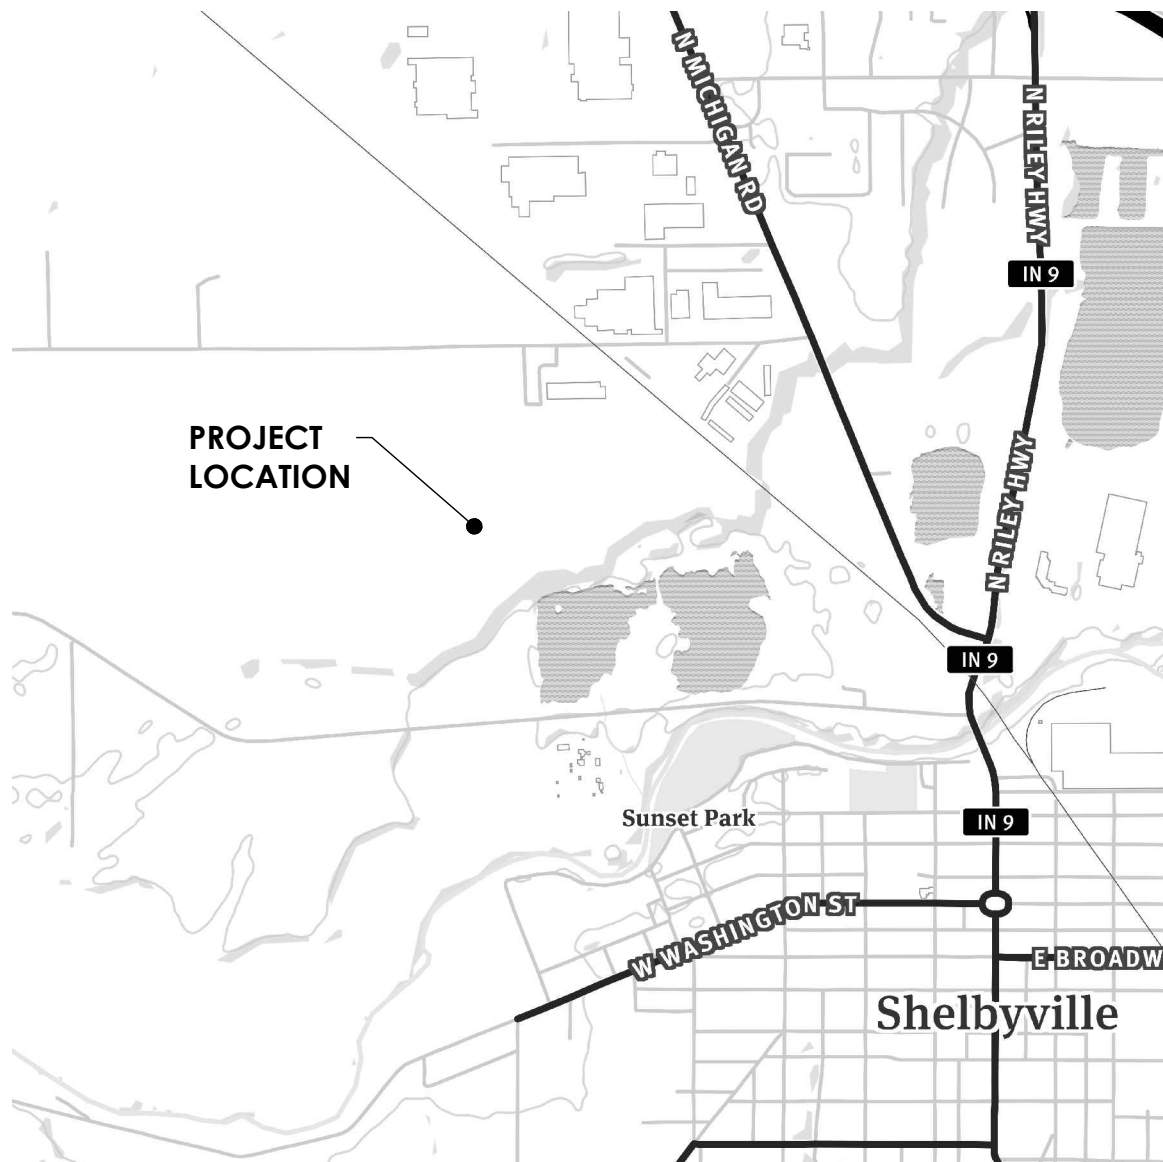 N MICHIGAN RD
N RILEY HWY
IN 9
PROJECT
LOCATION
N RILEY HWY
IN 9
Sunset Park
IN 9
W WASHINGTON ST
E BROADW
Shelbyville